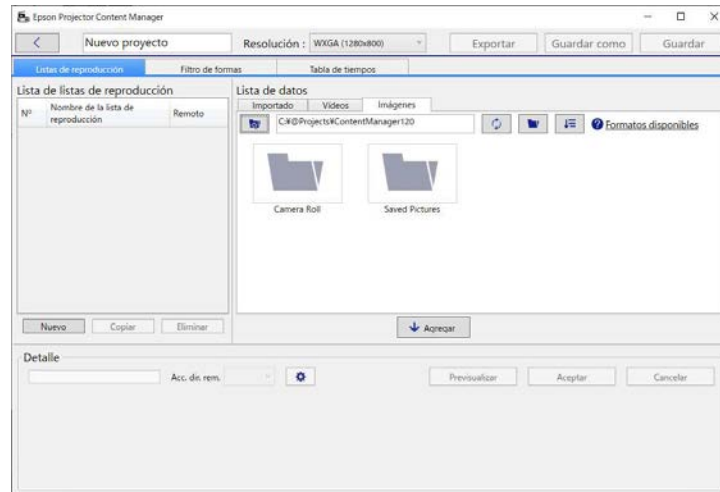 Epson Projector Content Manager
Nuevo proyecto
Resolución :
WXGA (1280x800)
Exportar
Guardar como
Guardar
Listas de reproducción
Filtro de formas
Tabla de tiempos
Lista de listas de reproducción
Lista de datos
Nº
Nombre de la lista de
reproducción
Remoto
Importado
Vídeos
Imágenes
C:¥@Projects¥ContentManager120
Formatos disponibles
Camera Roll
Saved Pictures
Nuevo
Copiar
Eliminar
Agregar
Detalle
Acc. dir. rem.
Previsualizar
Aceptar
Cancelar